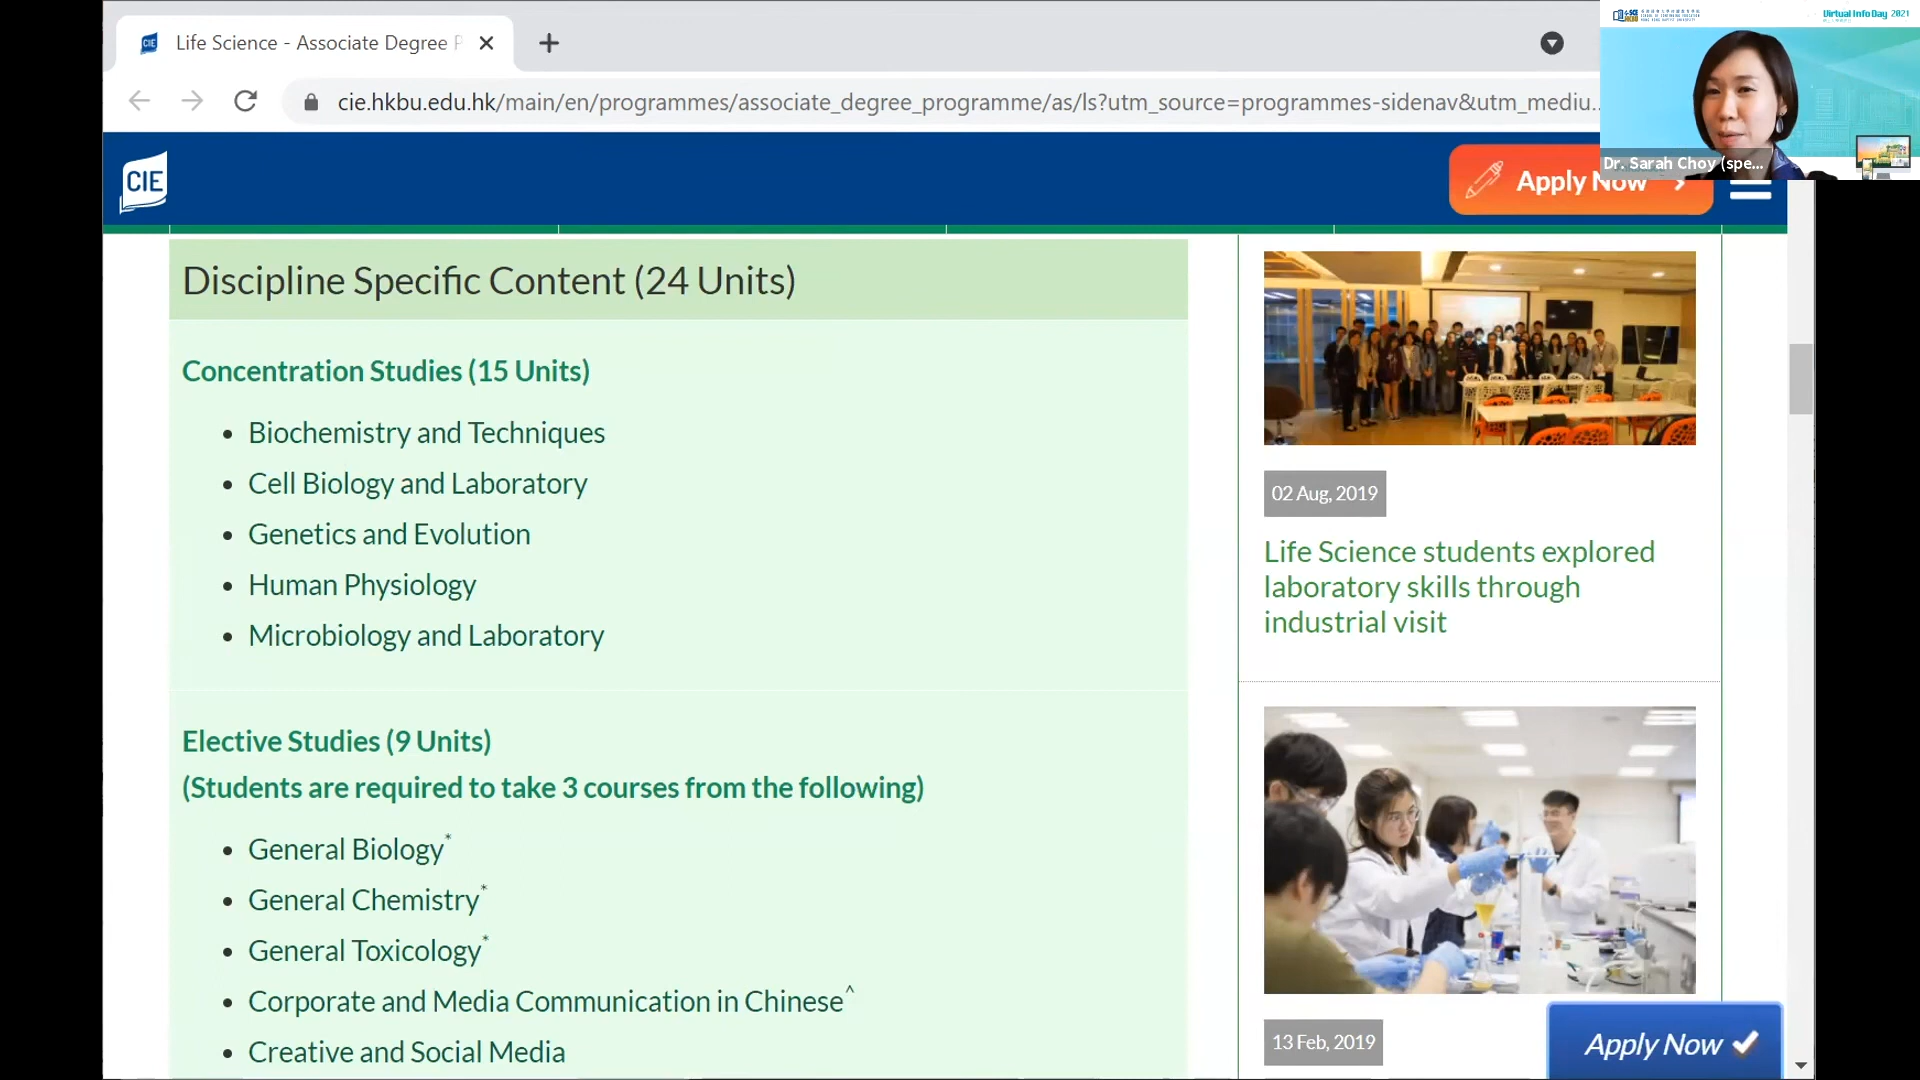 Life Science - Associate Degree P
cie.hkbu.edu.hk/main/en/programmes/associate_degree_programme/as/ls?utm_source=programmes-sidenav&utm_mediu...
Virtual Info Day 2021
Dr. Sarah Choy (spe...
CIE
Apply Now
Discipline Specific Content (24 Units)
Concentration Studies (15 Units)
• Biochemistry and Techniques
• Cell Biology and Laboratory
• Genetics and Evolution
• Human Physiology
• Microbiology and Laboratory
Elective Studies (9 Units)
(Students are required to take 3 courses from the following)
• General Biology*
• General Chemistry*
• General Toxicology*
• Corporate and Media Communication in Chinese^
• Creative and Social Media
02 Aug, 2019
Life Science students explored
laboratory skills through
industrial visit
13 Feb, 2019
Apply Now